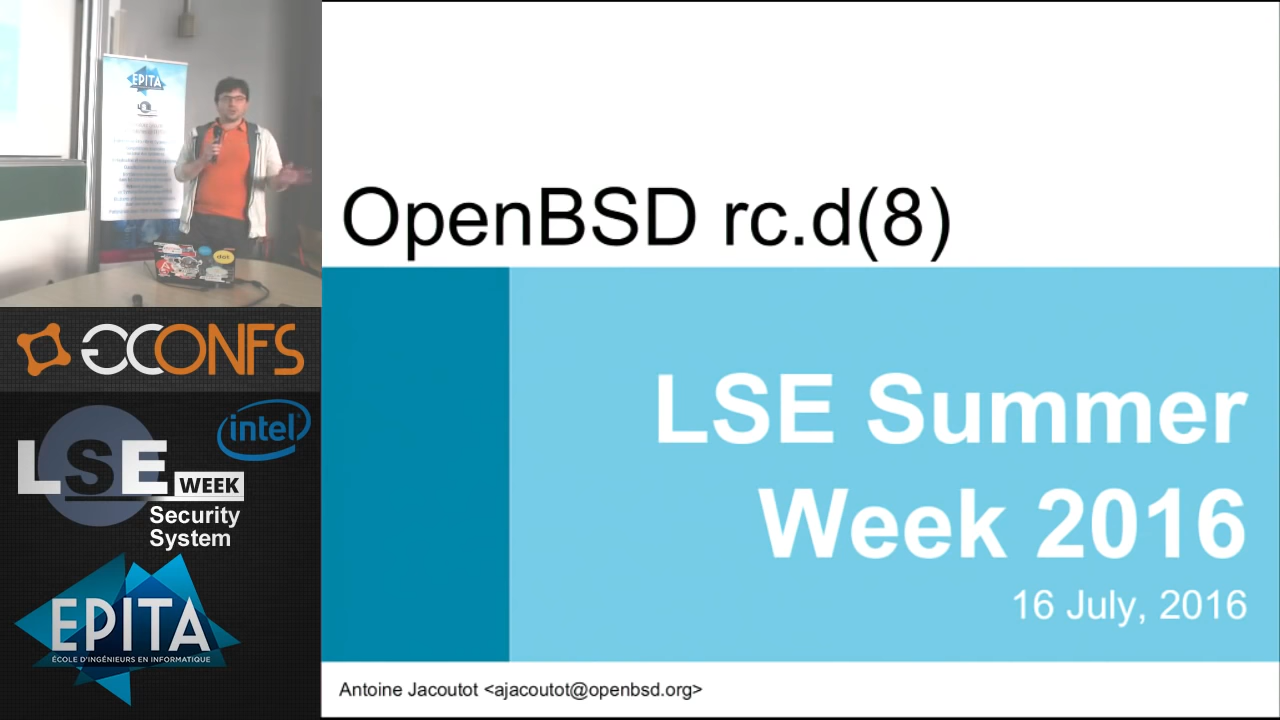 EPITA
OpenBSD rc.d(8)
LSE Summer
Week 2016
16 July, 2016
Antoine Jacoutot <ajacoutot@openbsd.org>
GCONFS
intel
LSE
WEEK
Security
System
EPITA
ÉCOLE D'INGÉNIEURS EN INFORMATIQUE